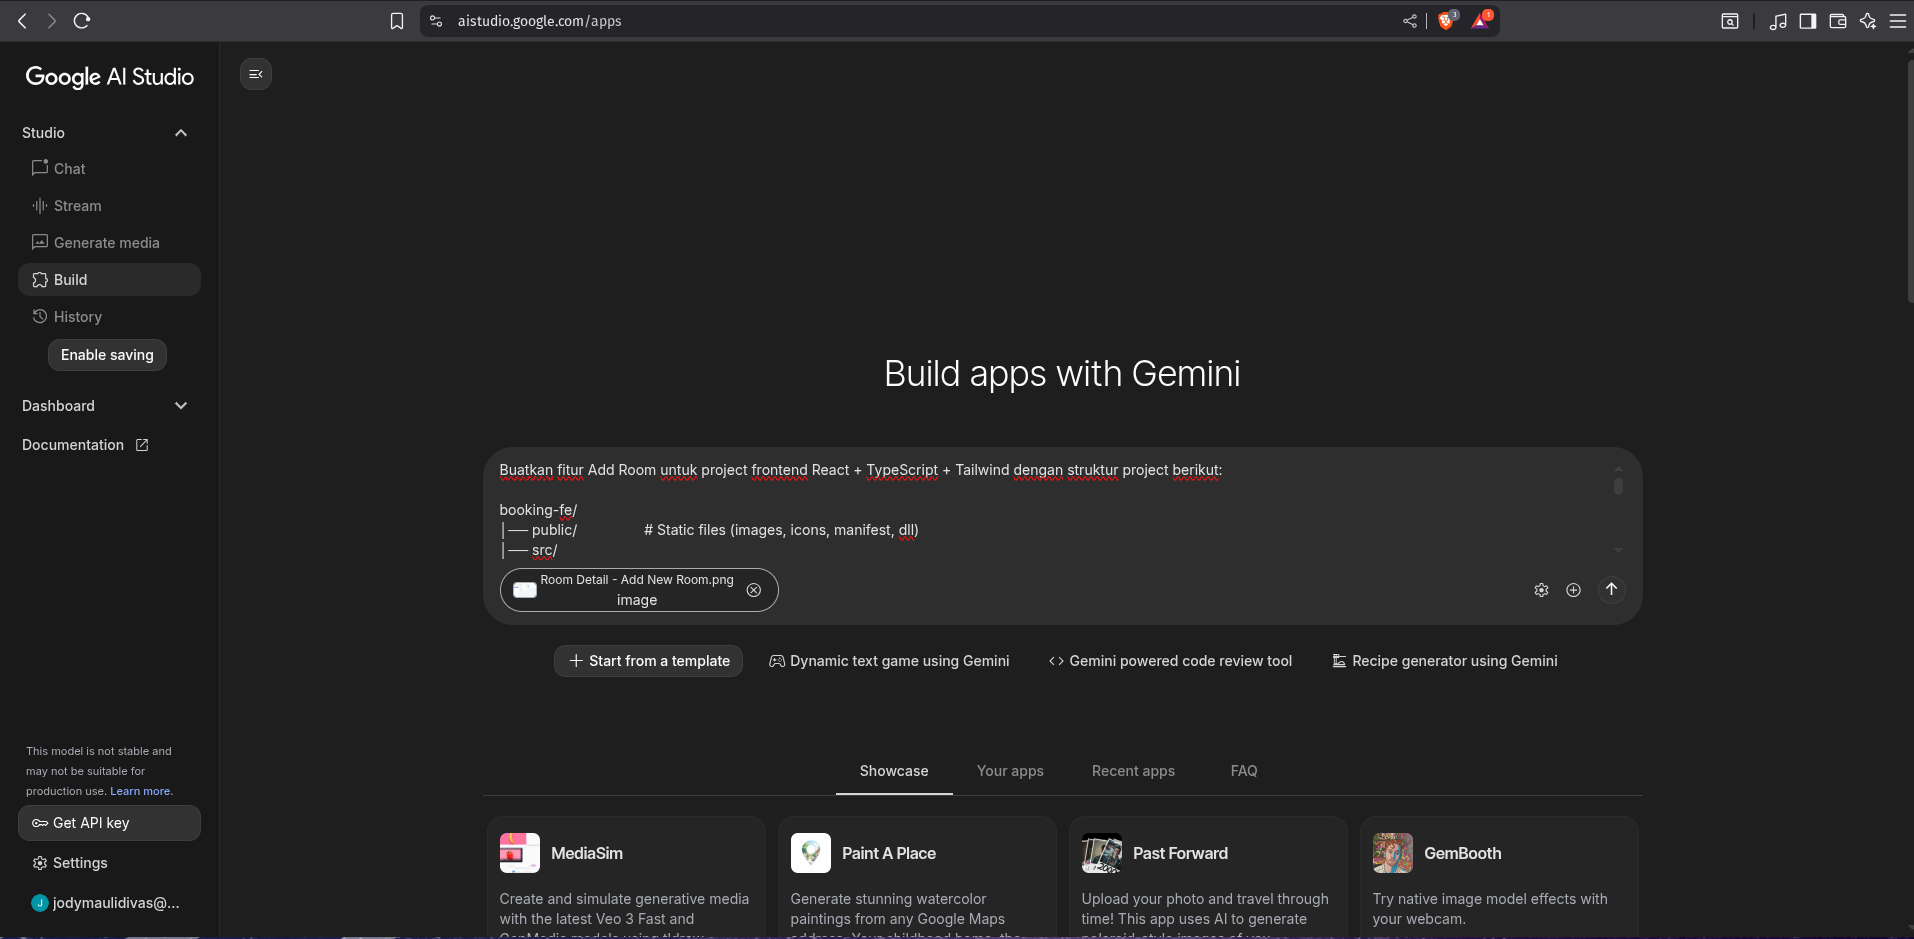 aistudio.google.com/apps
3
1
Google AI Studio
Studio
Chat
Stream
Generate media
Build
History
Enable saving
Dashboard
Documentation
This model is not stable and
may not be suitable for
production use. Learn more.
Get API key
Settings
J
jodymaulidivas@...
Build apps with Gemini
Buatkan fitur Add Room untuk project frontend React + TypeScript + Tailwind dengan struktur project berikut:
booking-fe/
│── public/ # Static files (images, icons, manifest, dll)
│── src/
Room Detail - Add New Room.png
image
Start from a template
Dynamic text game using Gemini
Gemini powered code review tool
Recipe generator using Gemini
Showcase
Your apps
Recent apps
FAQ
MediaSim
Create and simulate generative media
with the latest Veo 3 Fast and
Paint A Place
Generate stunning watercolor
paintings from any Google Maps
Past Forward
Upload your photo and travel through
time! This app uses AI to generate
GemBooth
Try native image model effects with
your webcam.